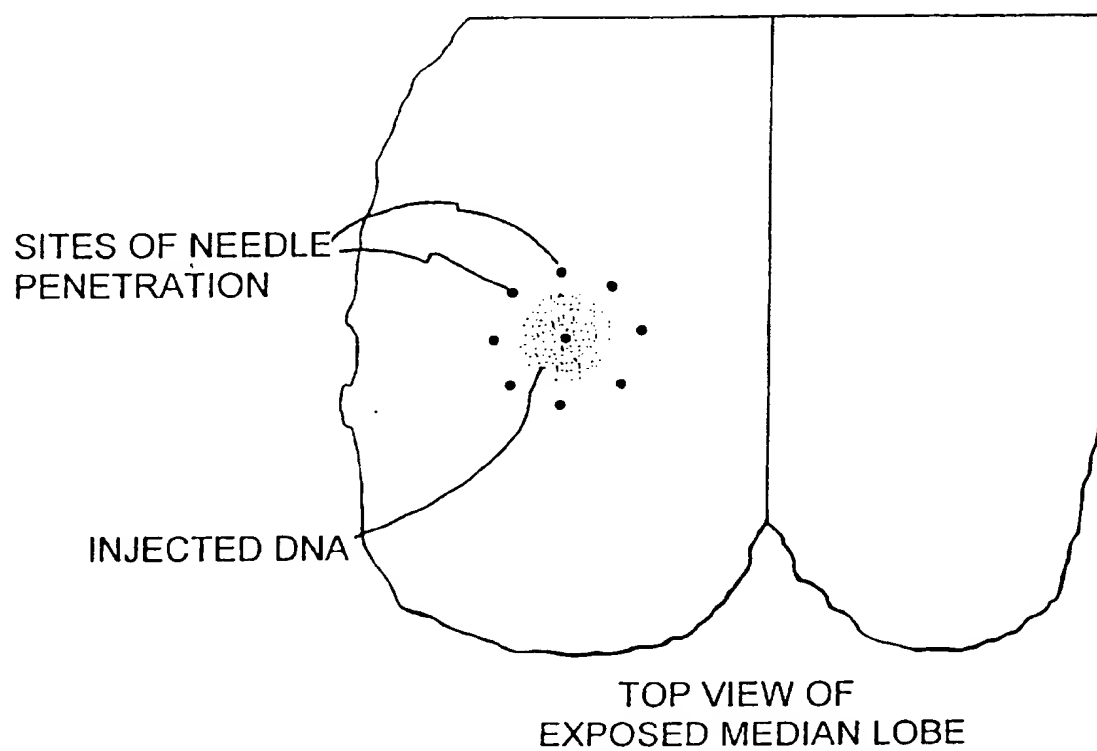 SITES OF NEEDLE
PENETRATION
INJECTED DNA
TOP VIEW OF
EXPOSED MEDIAN LOBE